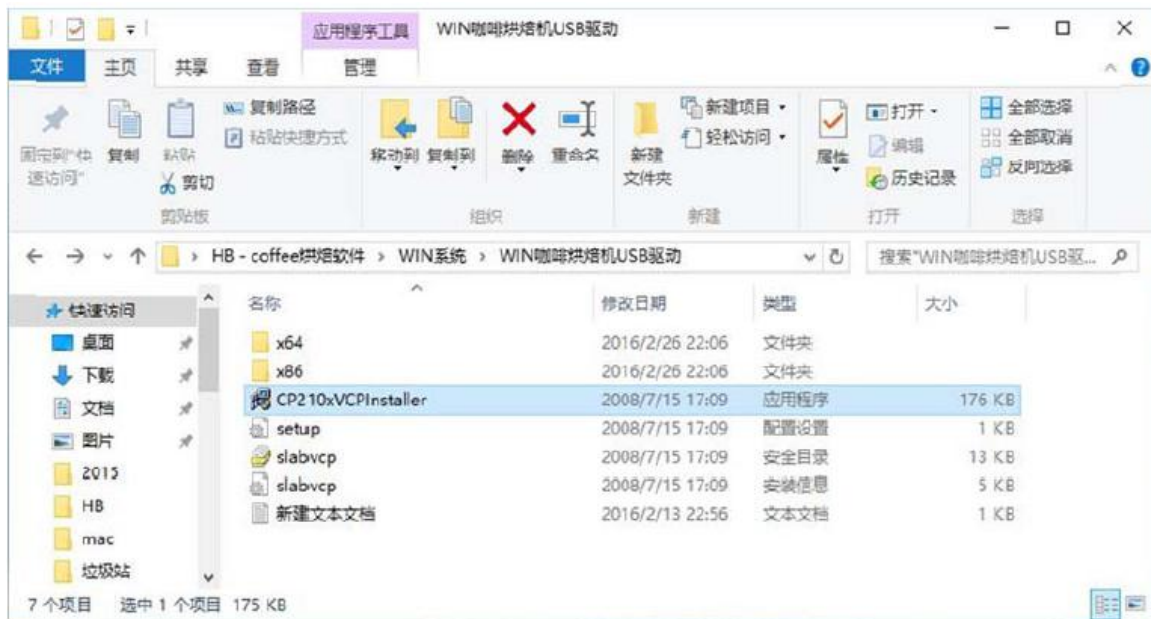 应用程序工具 WIN咖啡烘焙机USB驱动
文件 主页 共享 查看 管理
固定到"快速访问"
复制
粘贴
复制路径
粘贴快捷方式
剪切
剪贴板
移动到 复制到 删除 重命名
组织
新建文件夹
新建项目
轻松访问
新建
属性
打开
编辑
历史记录
打开
全部选择
全部取消
反向选择
选择
HB - coffee烘焙软件 › WIN系统 › WIN咖啡烘焙机USB驱动
搜索"WIN咖啡烘焙机USB驱...
快速访问
桌面
下载
文档
图片
2015
HB
mac
垃圾站
名称 修改日期 类型 大小
x64 2016/2/26 22:06 文件夹
x86 2016/2/26 22:06 文件夹
CP210xVCPInstaller 2008/7/15 17:09 应用程序 176 KB
setup 2008/7/15 17:09 配置设置 1 KB
slabvcp 2008/7/15 17:09 安全目录 13 KB
slabvcp 2008/7/15 17:09 安装信息 5 KB
新建文本文档 2016/2/13 22:56 文本文档 1 KB
7 个项目 选中 1 个项目 175 KB